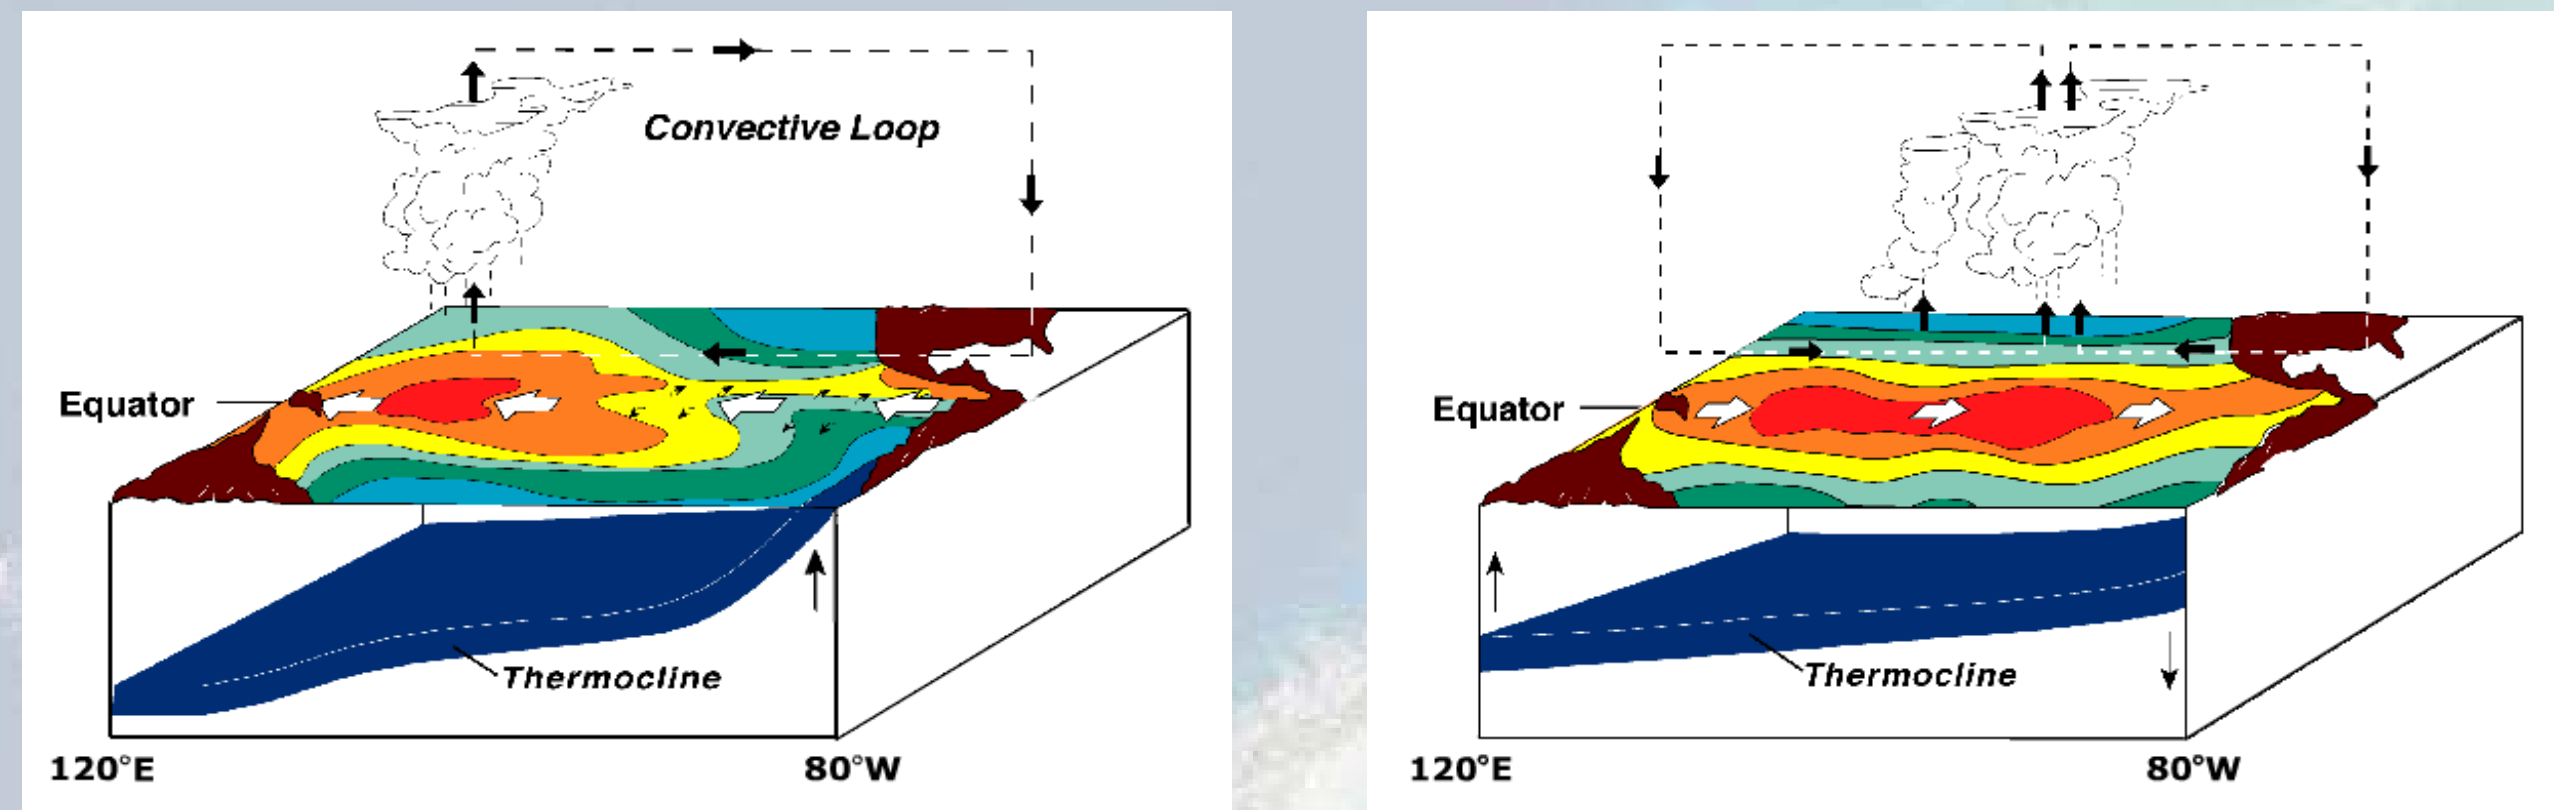 Convective Loop
Equator
Thermocline
120°E
80°W
Equator
Thermocline
120°E
80°W